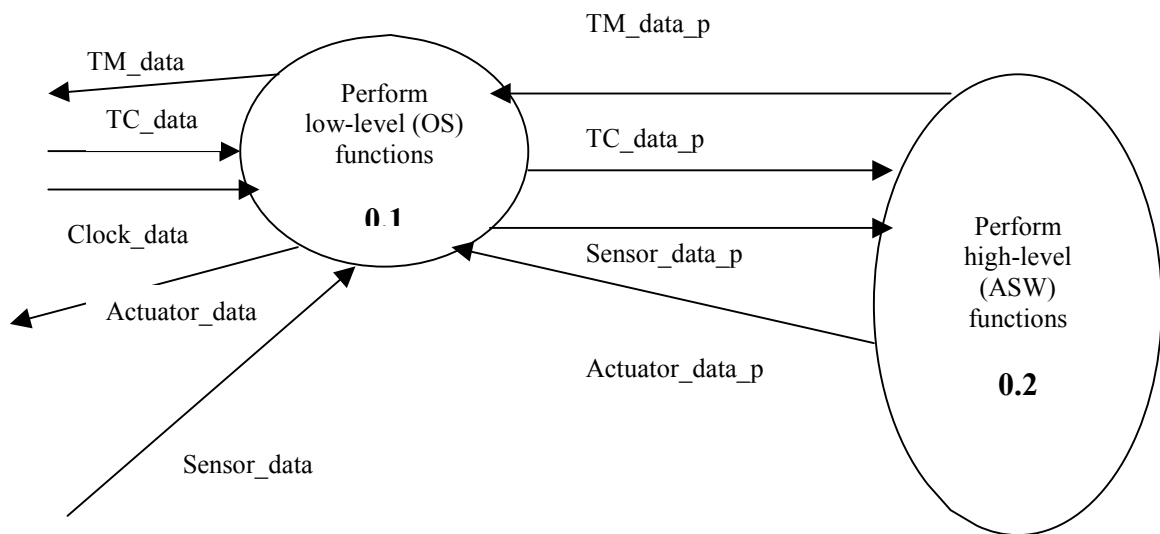 TM_data_p
TM_data
Perform
low-level (OS)
functions
0.1
TC_data
TC_data_p
Clock_data
Sensor_data_p
Perform
high-level
(ASW)
functions
0.2
Actuator_data
Actuator_data_p
Sensor_data